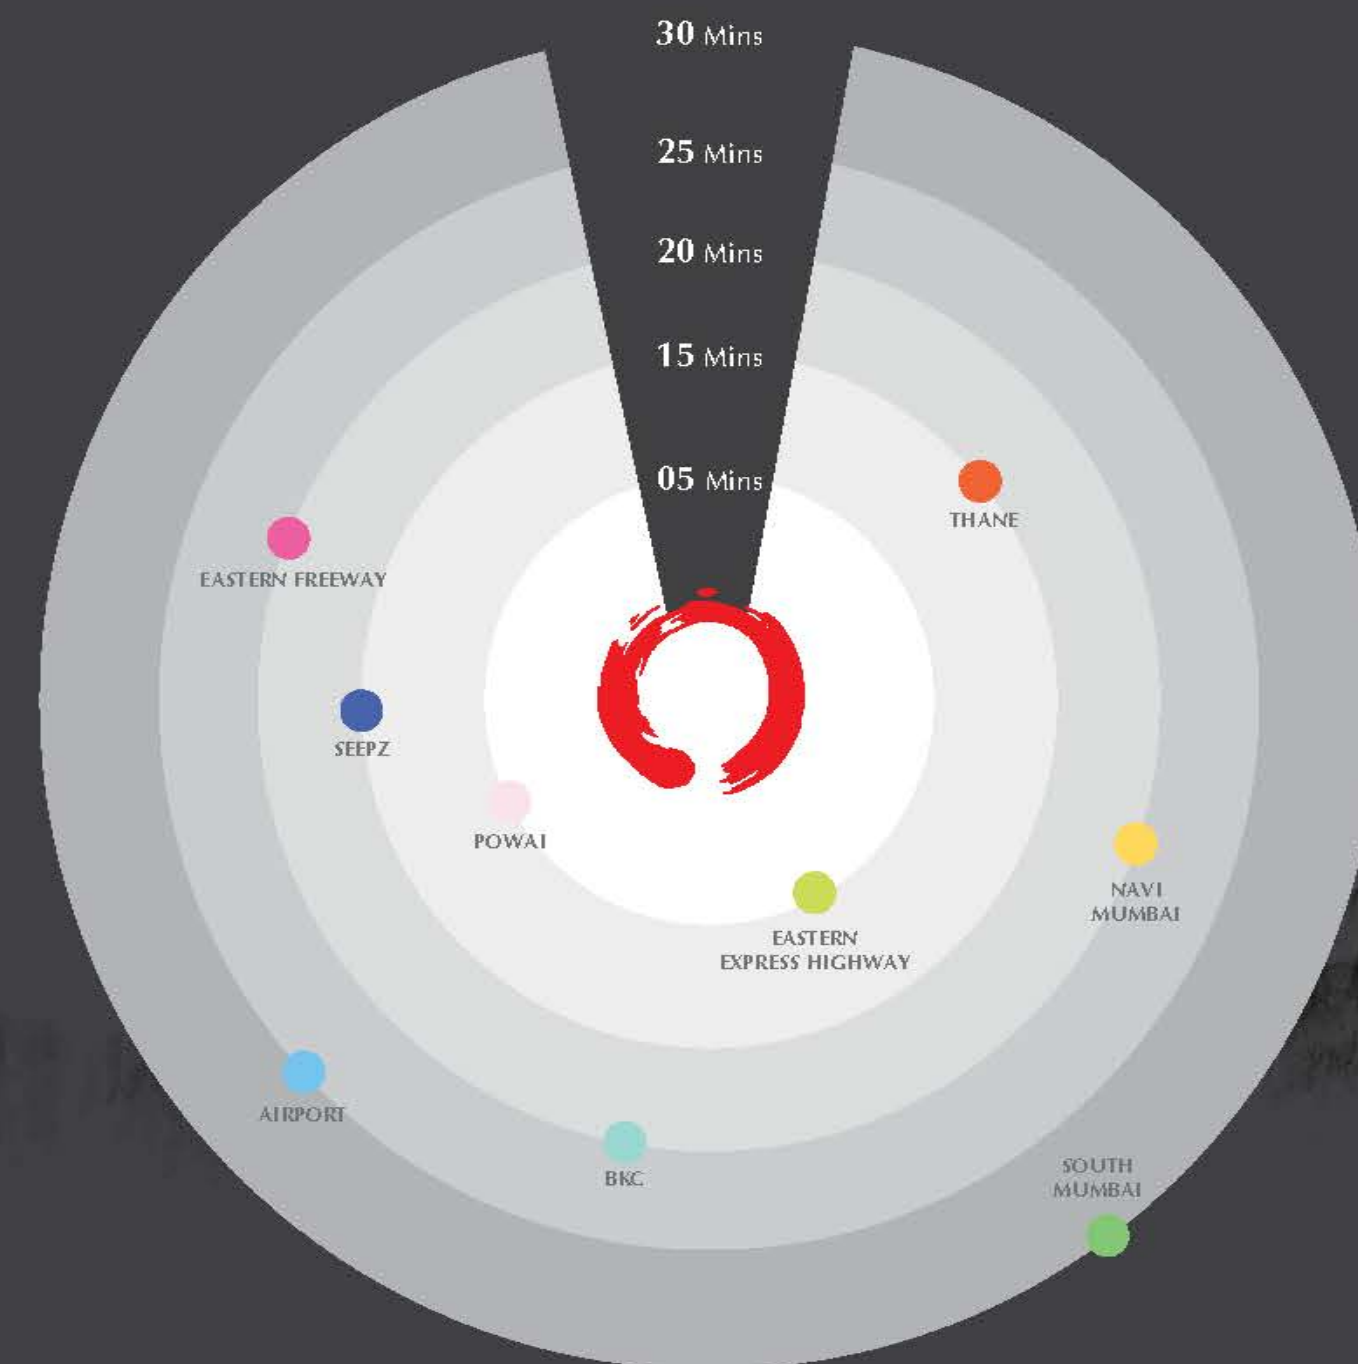 30 Mins
25 Mins
20 Mins
15 Mins
05 Mins
THANE
EASTERN FREEWAY
SEEPZ
POWAI
NAVI
MUMBAI
EASTERN
EXPRESS HIGHWAY
AIRPORT
BKC
SOUTH
MUMBAI